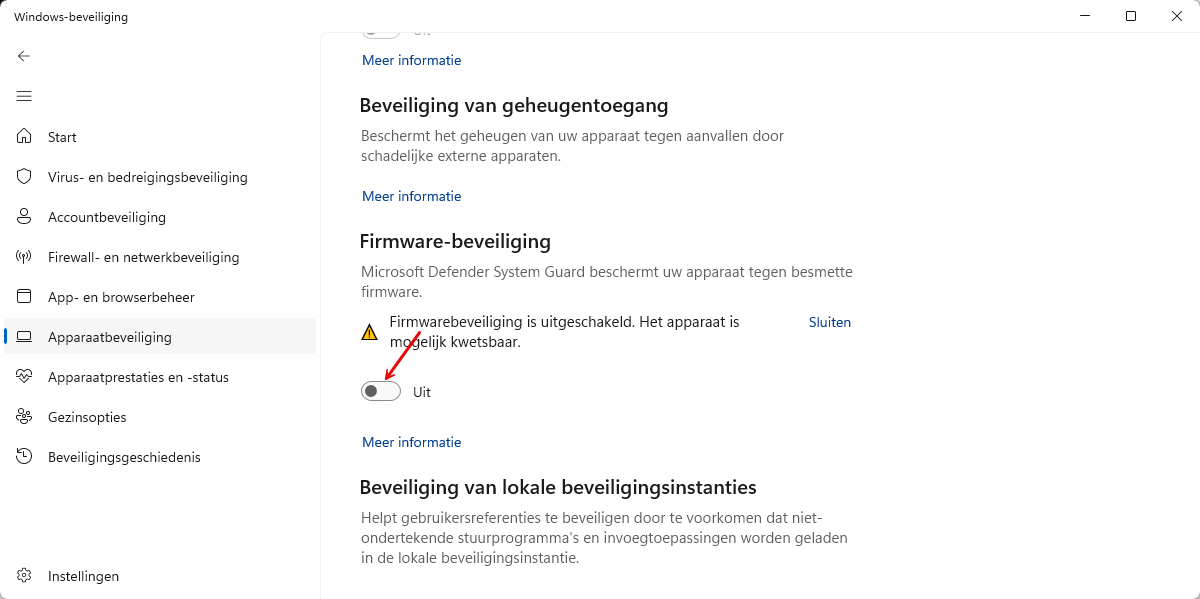 Windows-beveiliging
Start
Virus- en bedreigingsbeveiliging
Accountbeveiliging
Firewall- en netwerkbeveiliging
App- en browserbeheer
Apparaatbeveiliging
Apparaatprestaties en -status
Gezinsopties
Beveiligingsgeschiedenis
Instellingen
Uit
Meer informatie
Beveiliging van geheugentoegang
Beschermt het geheugen van uw apparaat tegen aanvallen door
schadelijke externe apparaten.
Meer informatie
Firmware-beveiliging
Microsoft Defender System Guard beschermt uw apparaat tegen besmette
firmware.
Firmwarebeveiliging is uitgeschakeld. Het apparaat is
mogelijk kwetsbaar.
Sluiten
Uit
Meer informatie
Beveiliging van lokale beveiligingsinstanties
Helpt gebruikersreferenties te beveiligen door te voorkomen dat niet-
ondertekende stuurprogramma's en invoegtoepassingen worden geladen
in de lokale beveiligingsinstantie.